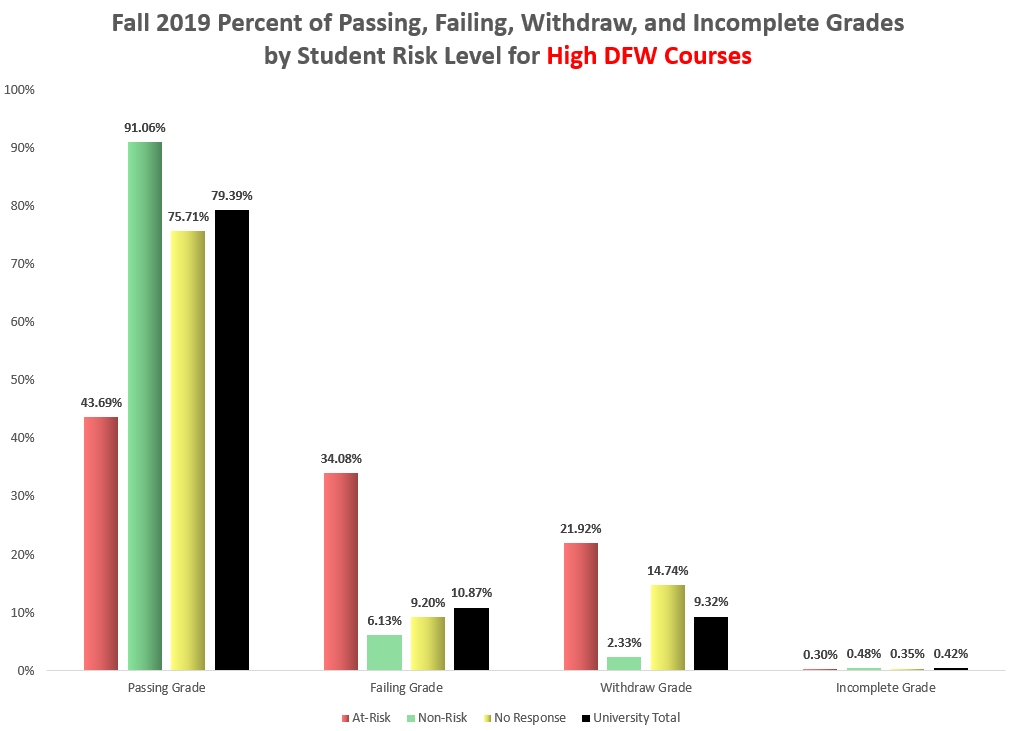 Fall 2019 Percent of Passing, Failing, Withdraw, and Incomplete Grades
by Student Risk Level for High DFW Courses
100%
90%
80%
70%
60%
50%
40%
30%
20%
10%
0%
43.69%
91.06%
75.71%
79.39%
34.08%
6.13%
9.20%
10.87%
21.92%
2.33%
14.74%
9.32%
0.30%
0.48%
0.35%
0.42%
Passing Grade
Failing Grade
Withdraw Grade
Incomplete Grade
At-Risk
Non-Risk
No Response
University Total